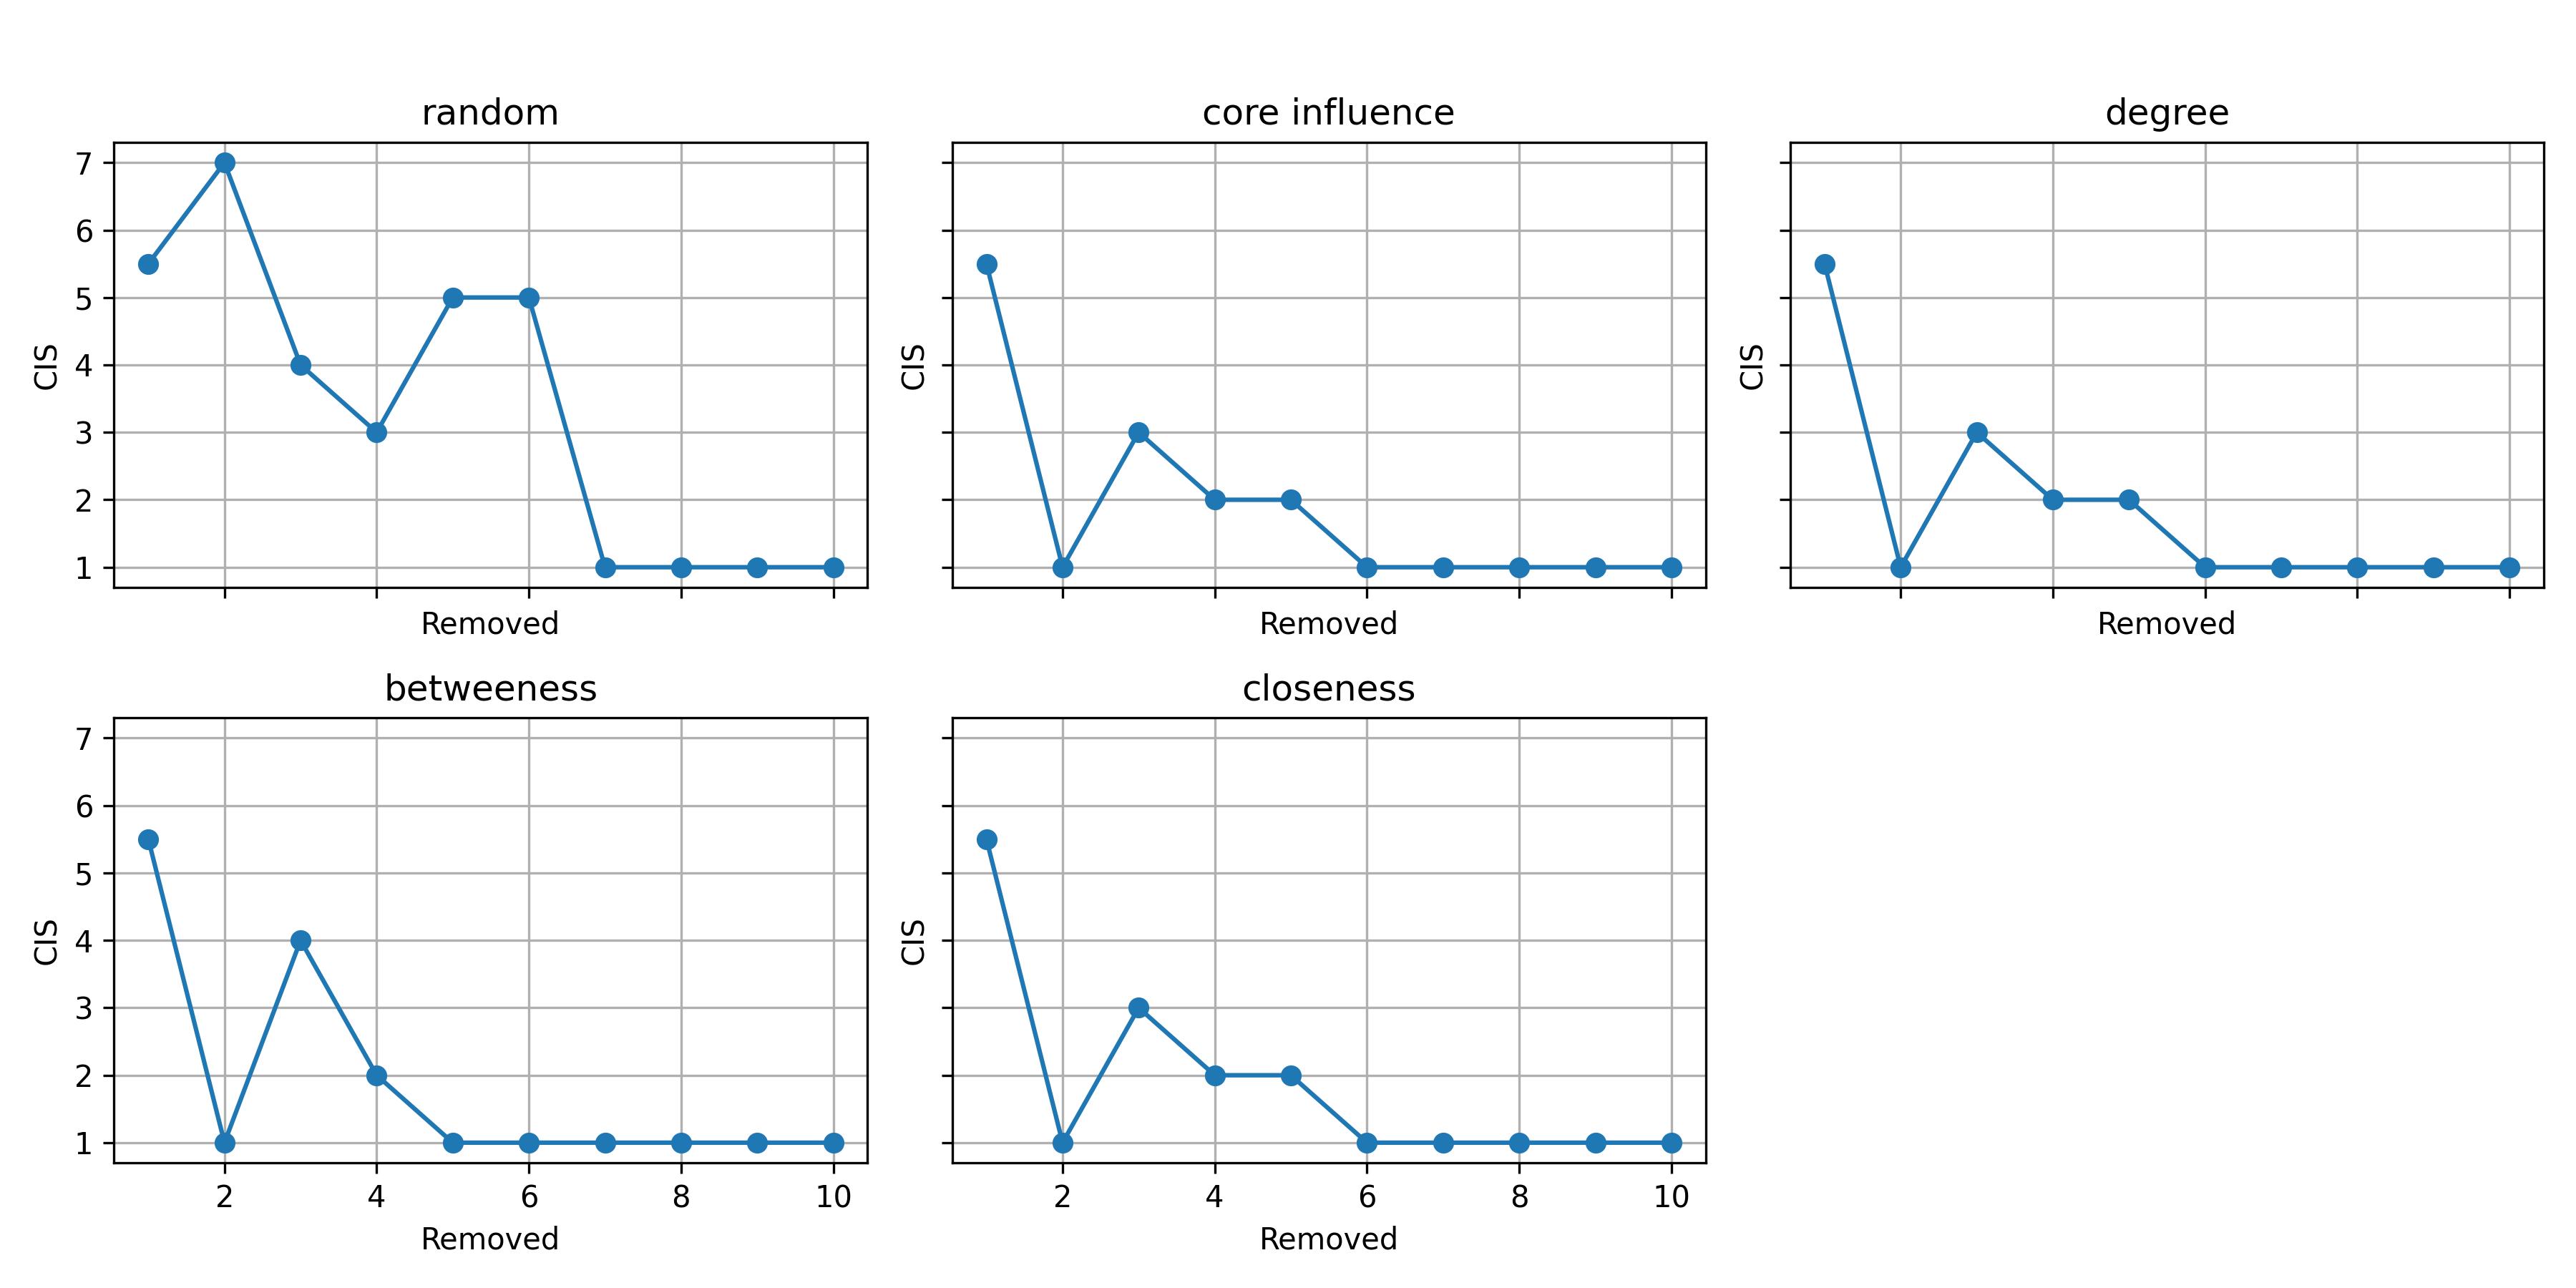 random
7
6
5
4
3
2
1
CIS
Removed
core influence
CIS
Removed
degree
CIS
Removed
betweeness
7
6
5
4
3
2
1
CIS
2 4 6 8 10
Removed
closeness
CIS
2 4 6 8 10
Removed